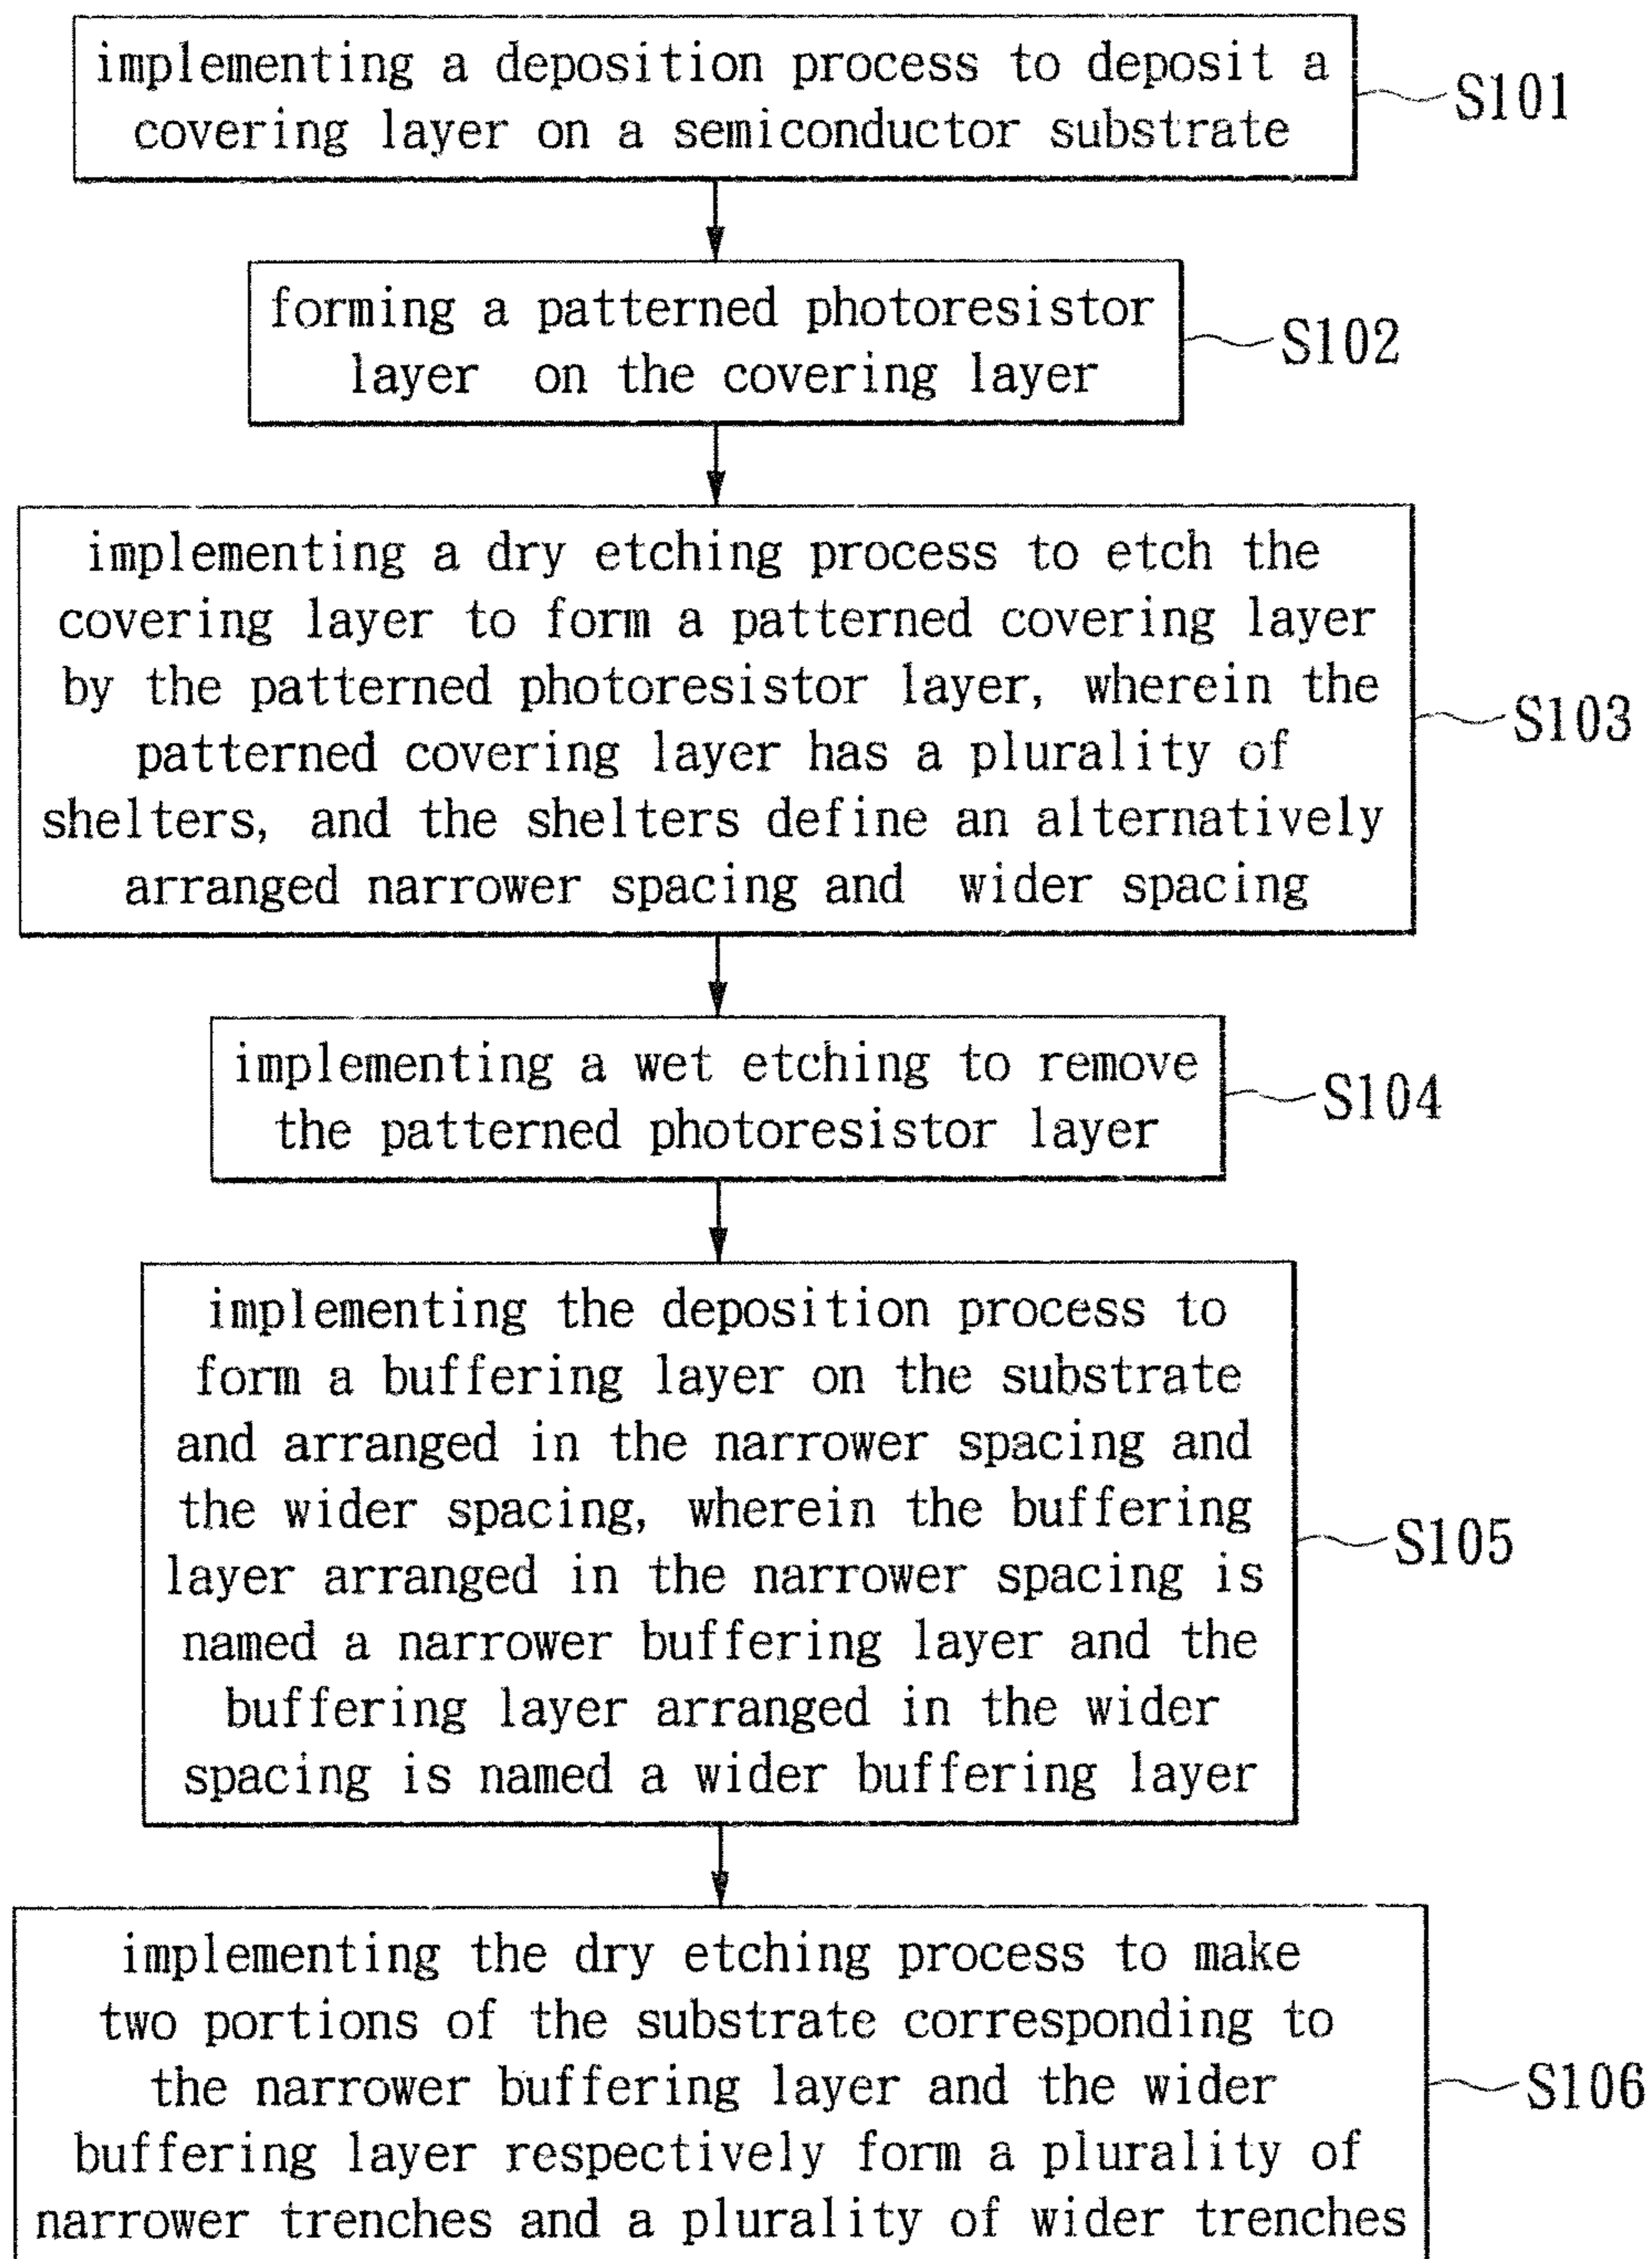 implementing a deposition process to deposit a
covering layer on a semiconductor substrate
S101
forming a patterned photoresistor
layer on the covering layer
S102
implementing a dry etching process to etch the
covering layer to form a patterned covering layer
by the patterned photoresistor layer, wherein the
patterned covering layer has a plurality of
shelters, and the shelters define an alternatively
arranged narrower spacing and wider spacing
S103
implementing a wet etching to remove
the patterned photoresistor layer
S104
implementing the deposition process to
form a buffering layer on the substrate
and arranged in the narrower spacing and
the wider spacing, wherein the buffering
layer arranged in the narrower spacing is
named a narrower buffering layer and the
buffering layer arranged in the wider
spacing is named a wider buffering layer
S105
implementing the dry etching process to make
two portions of the substrate corresponding to
the narrower buffering layer and the wider
buffering layer respectively form a plurality of
narrower trenches and a plurality of wider trenches
S106